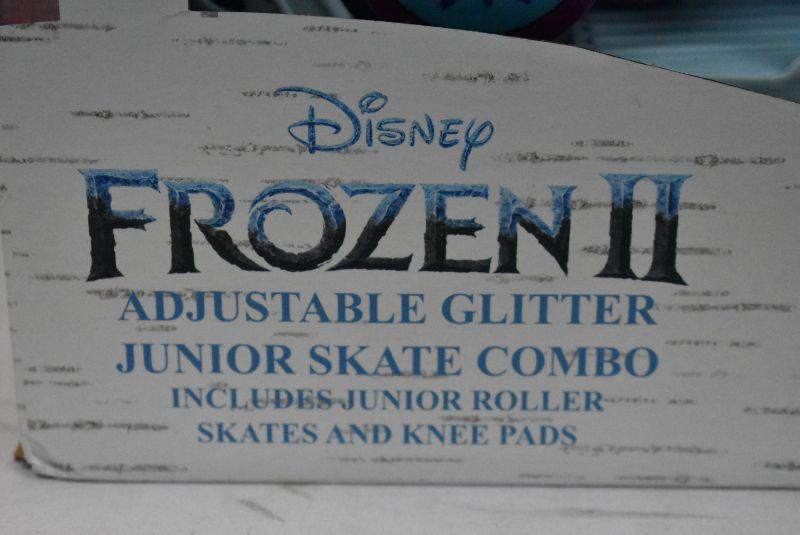 Disney
FROZEN II
ADJUSTABLE GLITTER
JUNIOR SKATE COMBO
INCLUDES JUNIOR ROLLER
SKATES AND KNEE PADS